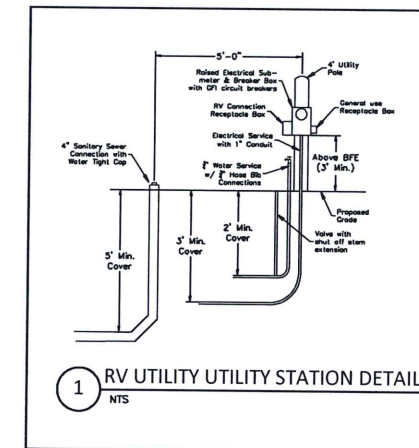 5'-0"
4' Utility
Pole
Raised Electrical Sub-
meter & Breaker Box
with GFI circuit breakers
RV Connection
Receptacle Box
General use
Receptacle Box
Electrical Service
with 1" Conduit
4" Sanitary Sewer
Connection with
Water Tight Cap
Water Service
Hose Bib
Connections
Above BFE
(3' Min.)
Proposed
Grade
Valve with
shut off stem
extension
2' Min.
Cover
3' Min.
Cover
5' Min.
Cover
1
RV UTILITY UTILITY STATION DETAIL
NTS